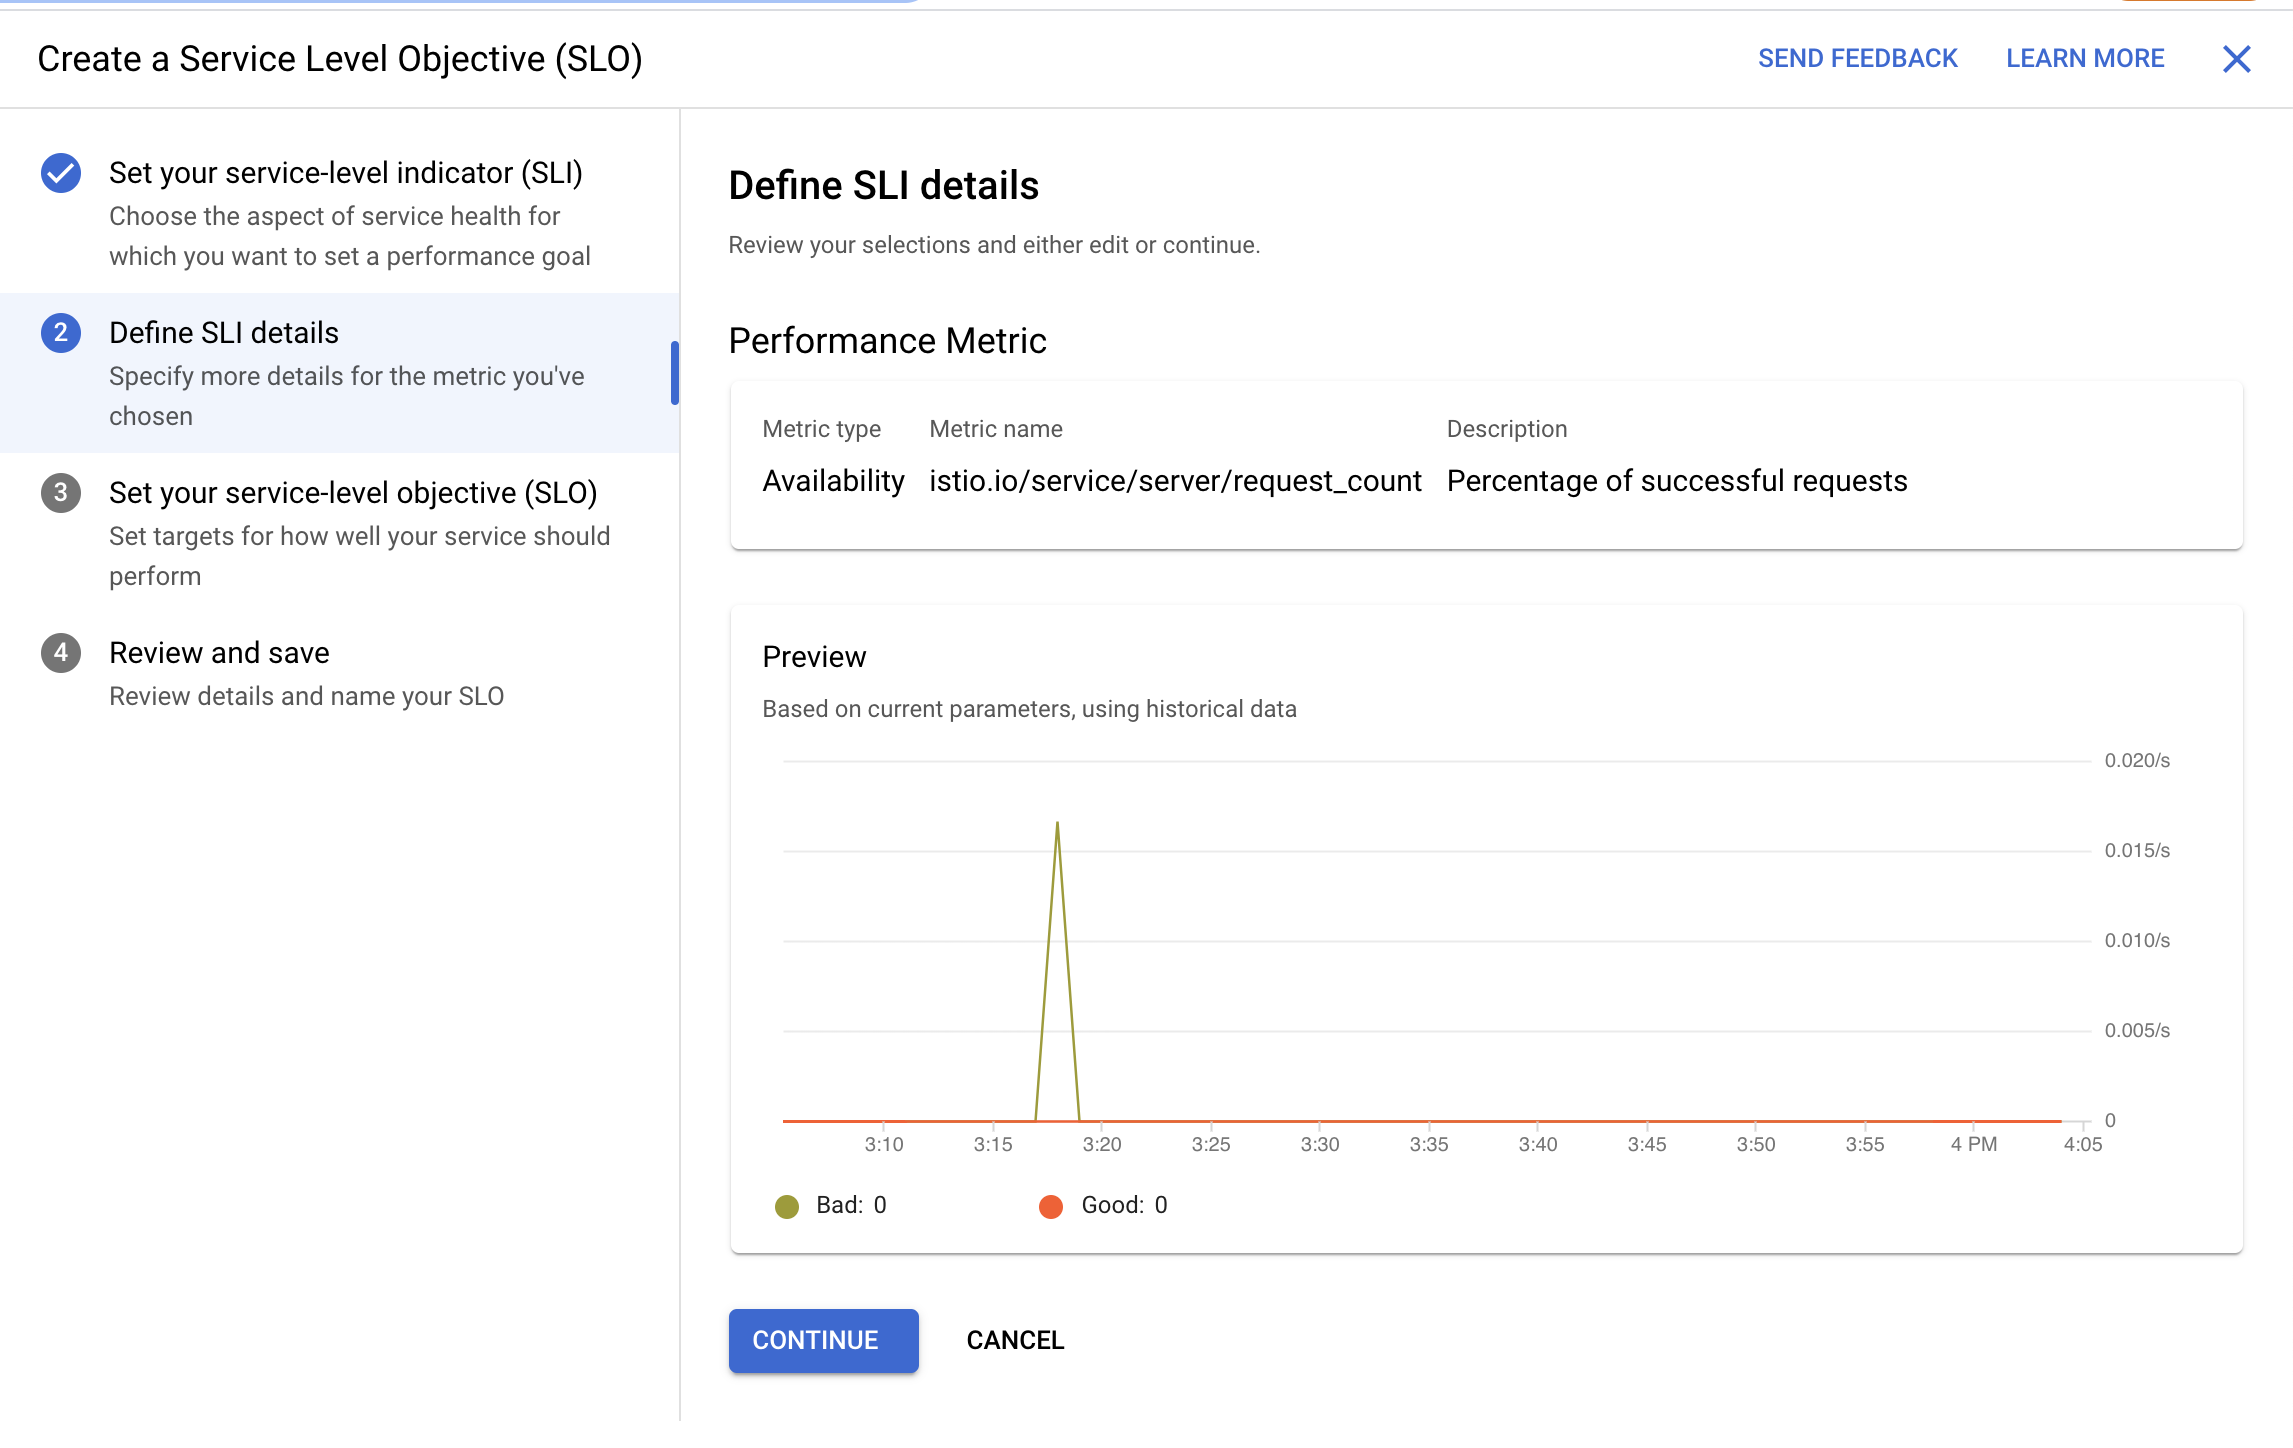 Create a Service Level Objective (SLO)
SEND FEEDBACK
LEARN MORE
Set your service-level indicator (SLI)
Choose the aspect of service health for
which you want to set a performance goal
2
Define SLI details
Specify more details for the metric you've
chosen
3
Set your service-level objective (SLO)
Set targets for how well your service should
perform
4
Review and save
Review details and name your SLO
Define SLI details
Review your selections and either edit or continue.
Performance Metric
Metric type
Metric name
Description
Availability
istio.io/service/server/request_count
Percentage of successful requests
Preview
Based on current parameters, using historical data
0.020/s
0.015/s
0.010/s
0.005/s
0
3:10
3:15
3:20
3:25
3:30
3:35
3:40
3:45
3:50
3:55
4 PM
4:05
Bad: 0
Good: 0
CONTINUE
CANCEL